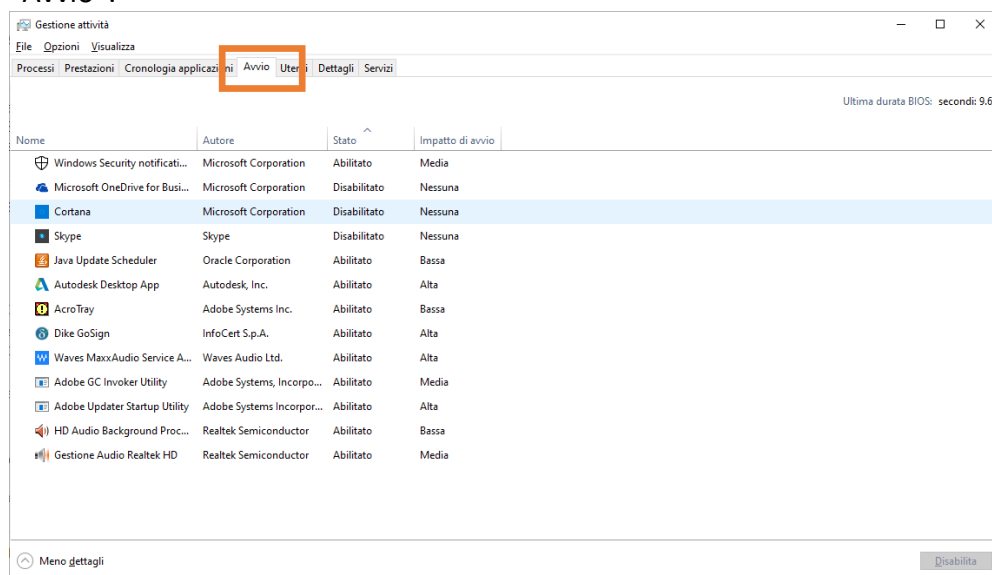 Gestione attività
File Opzioni Visualizza
Processi Prestazioni Cronologia applicazioni Avvio Utenti Dettagli Servizi
Ultima durata BIOS: secondi: 9.6
Nome Autore Stato Impatto di avvio
Windows Security notificati... Microsoft Corporation Abilitato Media
Microsoft OneDrive for Busi... Microsoft Corporation Disabilitato Nessuna
Cortana Microsoft Corporation Disabilitato Nessuna
Skype Skype Disabilitato Nessuna
Java Update Scheduler Oracle Corporation Abilitato Bassa
Autodesk Desktop App Autodesk, Inc. Abilitato Alta
AcroTray Adobe Systems Inc. Abilitato Bassa
Dike GoSign InfoCert S.p.A. Abilitato Alta
Waves MaxxAudio Service A... Waves Audio Ltd. Abilitato Alta
Adobe GC Invoker Utility Adobe Systems, Incorpo... Abilitato Media
Adobe Updater Startup Utility Adobe Systems Incorpor... Abilitato Alta
HD Audio Background Proc... Realtek Semiconductor Abilitato Bassa
Gestione Audio Realtek HD Realtek Semiconductor Abilitato Media
Meno dettagli Disabilita